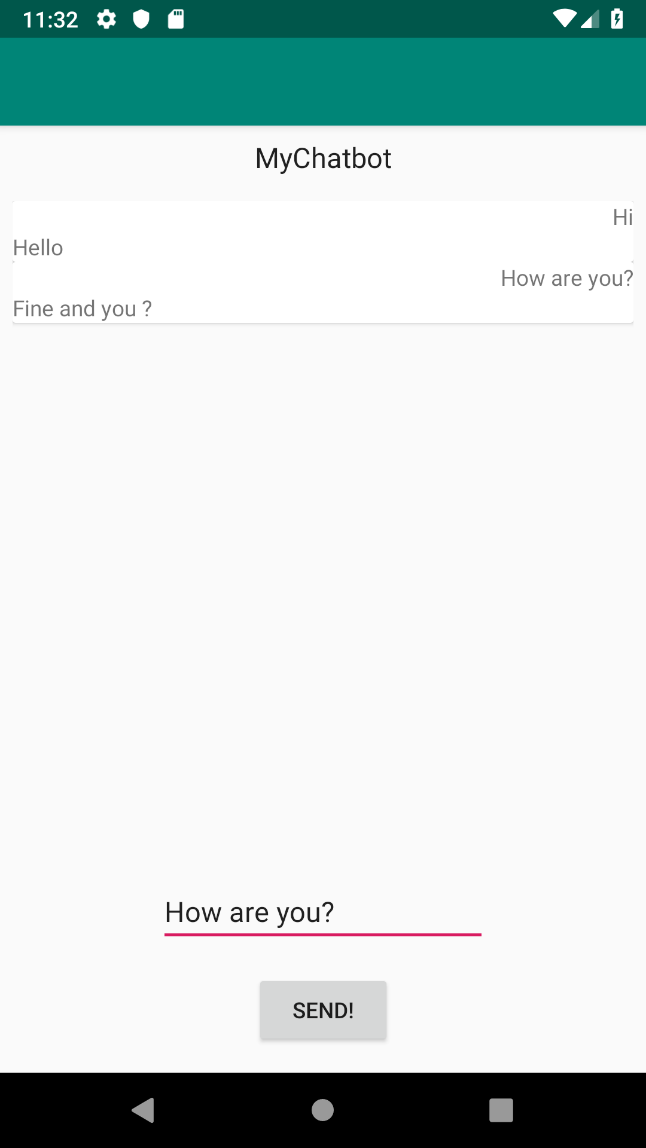 11:32
MyChatbot
Hi
Hello
How are you?
Fine and you ?
How are you?
SEND!